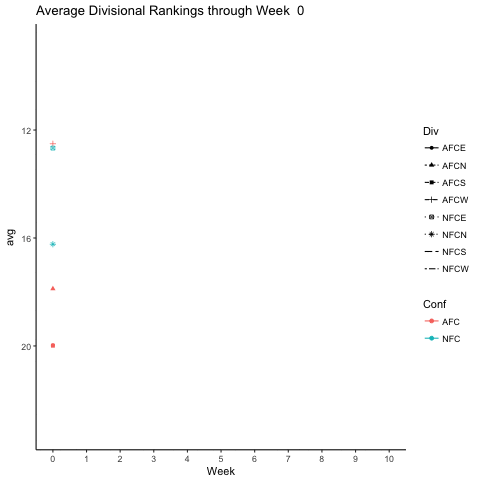 Average Divisional Rankings through Week  0
12
16
20
avg
0 1 2 3 4 5 6 7 8 9 10
Week
Div
AFCE
AFCN
AFCS
AFCW
NFCE
NFCN
NFCS
NFCW
Conf
AFC
NFC